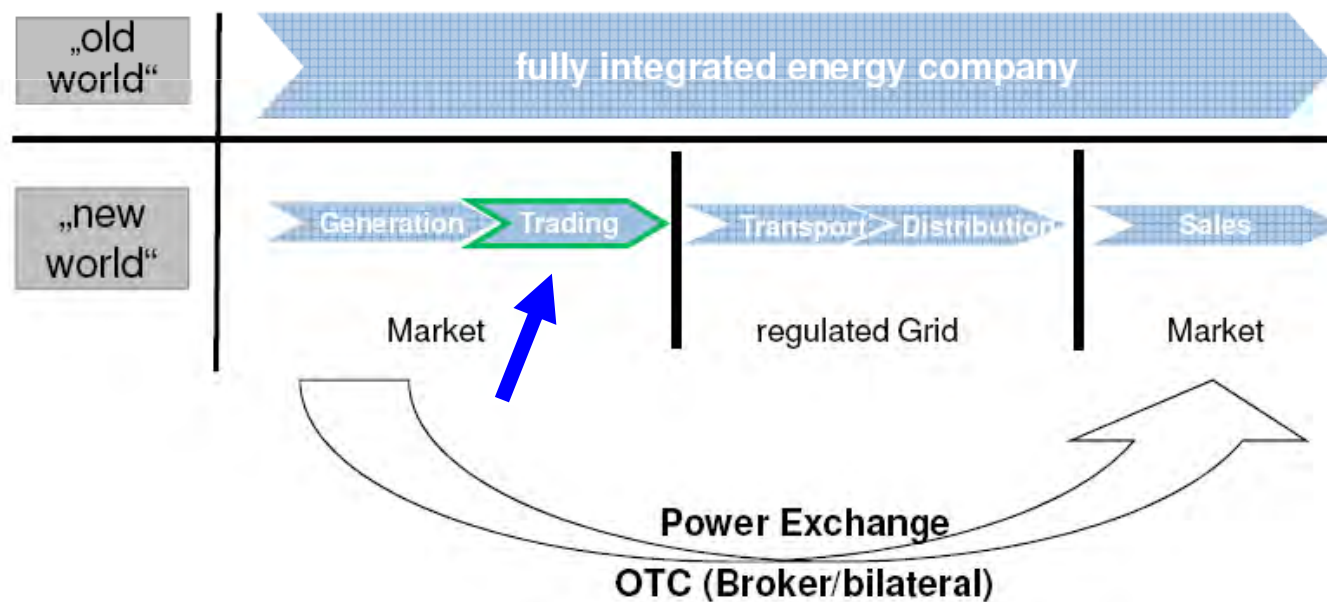 „old
world“
fully integrated energy company
„new
world“
Generation
Trading
Transport
Distribution
Sales
Market
regulated Grid
Market
Power Exchange
OTC (Broker/bilateral)